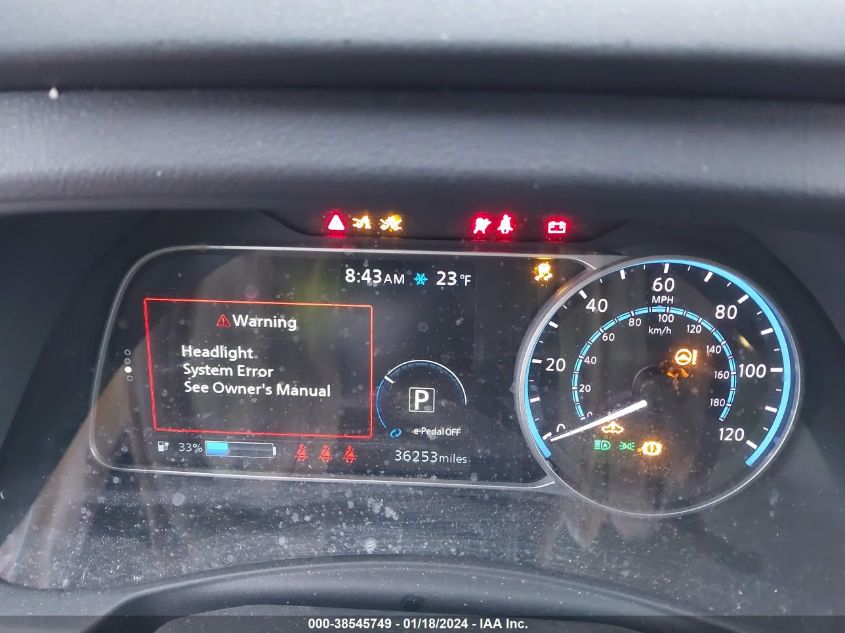 8:43AM 23°F
Warning
Headlight
System Error
See Owner's Manual
P
e-Pedal OFF
33%
36253miles
0 20 40 60 80 100 120
MPH
0 20 40 60 80 100 120 140 160 180
km/h
000-38545749 - 01/18/2024 - IAA Inc.